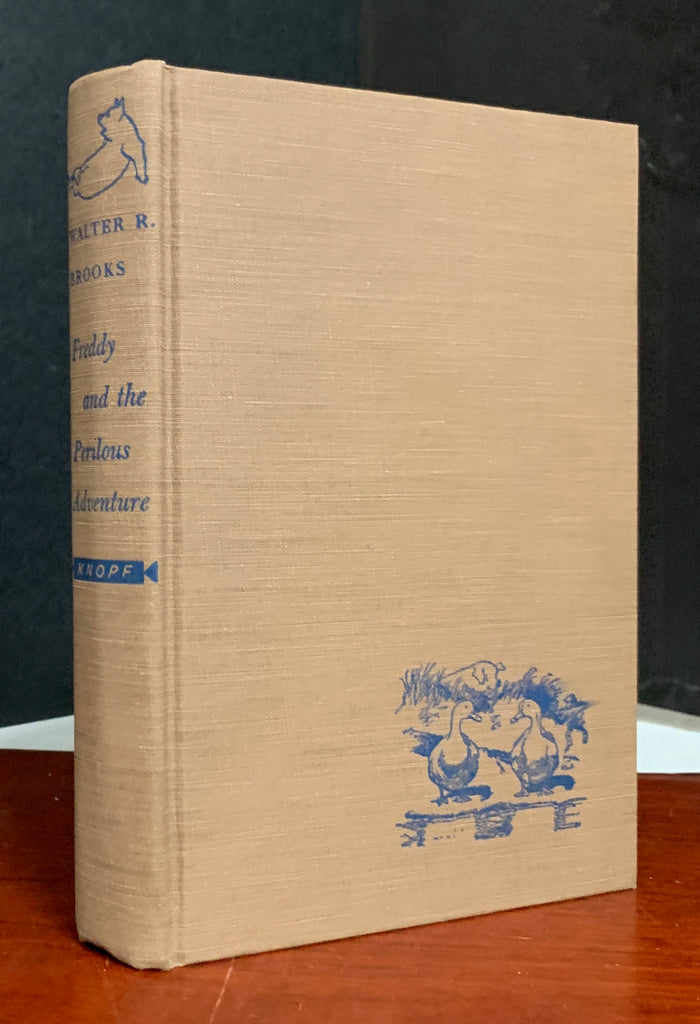 WALTER R.
BROOKS
Freddy
and the
Perilous
Adventure
KNOPF